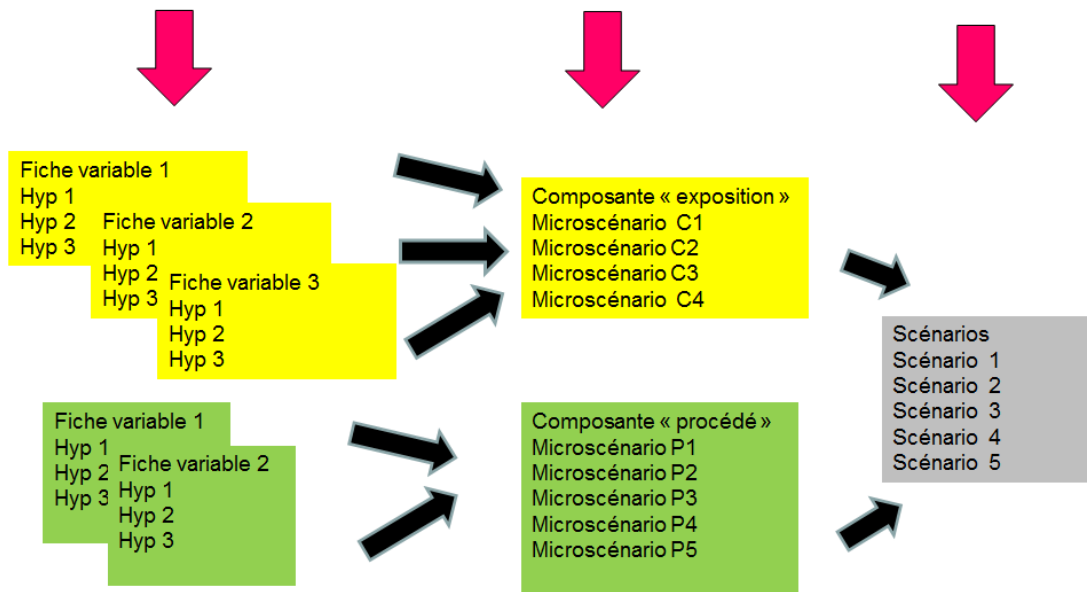 Fiche variable 1
Hyp 1
Hyp 2
Hyp 3
Fiche variable 2
Hyp 1
Hyp 2
Hyp 3
Fiche variable 3
Hyp 1
Hyp 2
Hyp 3
Composante « exposition »
Microscénario C1
Microscénario C2
Microscénario C3
Microscénario C4
Fiche variable 1
Hyp 1
Hyp 2
Hyp 3
Fiche variable 2
Hyp 1
Hyp 2
Hyp 3
Composante « procédé »
Microscénario P1
Microscénario P2
Microscénario P3
Microscénario P4
Microscénario P5
Scénarios
Scénario 1
Scénario 2
Scénario 3
Scénario 4
Scénario 5